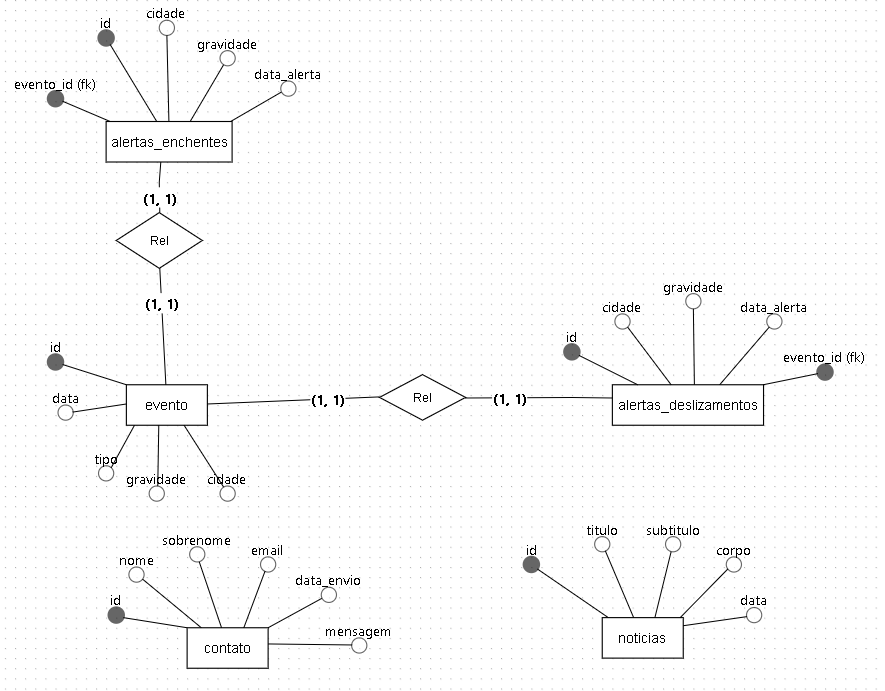 cidade
id
gravidade
data_alerta
evento_id (fk)
alertas_enchentes
(1, 1)
Rel
(1, 1)
gravidade
cidade
data_alerta
id
evento_id (fk)
id
data
evento
(1, 1)
Rel
(1, 1)
alertas_deslizamentos
tipo
gravidade
cidade
sobrenome
email
nome
data_envio
id
mensagem
contato
titulo
subtitulo
id
corpo
data
noticias